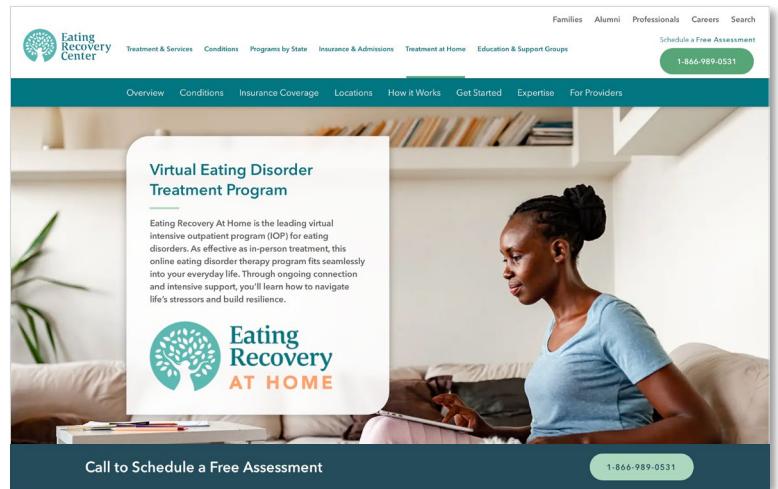 Families Alumni Professionals Careers Search
Eating
Recovery
Center
Treatment & Services Conditions Programs by State Insurance & Admissions Treatment at Home Education & Support Groups
Schedule a Free Assessment
1-866-989-0531
Overview Conditions Insurance Coverage Locations How it Works Get Started Expertise For Providers
Virtual Eating Disorder
Treatment Program
Eating Recovery At Home is the leading virtual
intensive outpatient program (IOP) for eating
disorders. As effective as in-person treatment, this
online eating disorder therapy program fits seamlessly
into your everyday life. Through ongoing connection
and intensive support, you'll learn how to navigate
life's stressors and build resilience.
Eating
Recovery
AT HOME
Call to Schedule a Free Assessment
1-866-989-0531